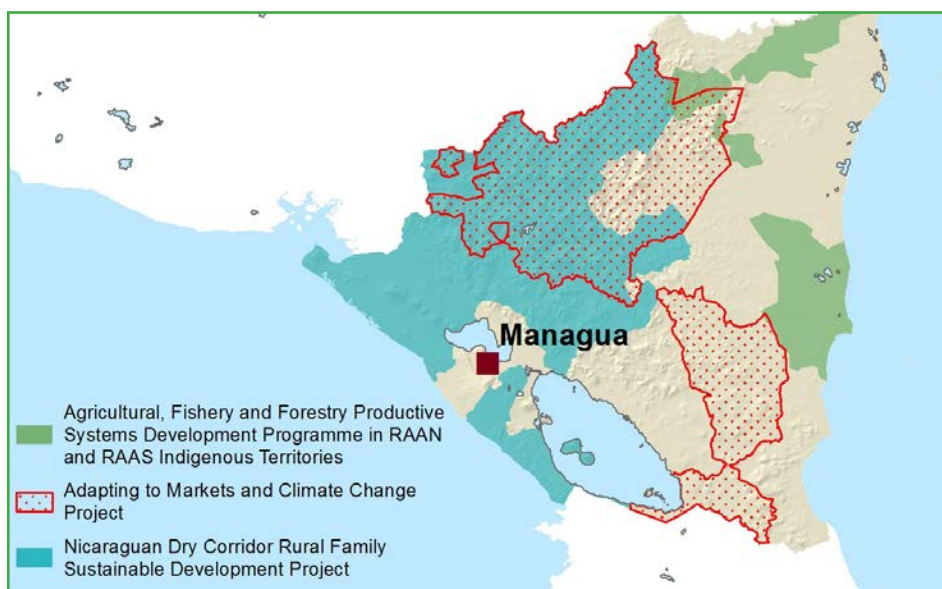 Managua
Agricultural, Fishery and Forestry Productive
Systems Development Programme in RAAN
and RAAS Indigenous Territories
Adapting to Markets and Climate Change
Project
Nicaraguan Dry Corridor Rural Family
Sustainable Development Project